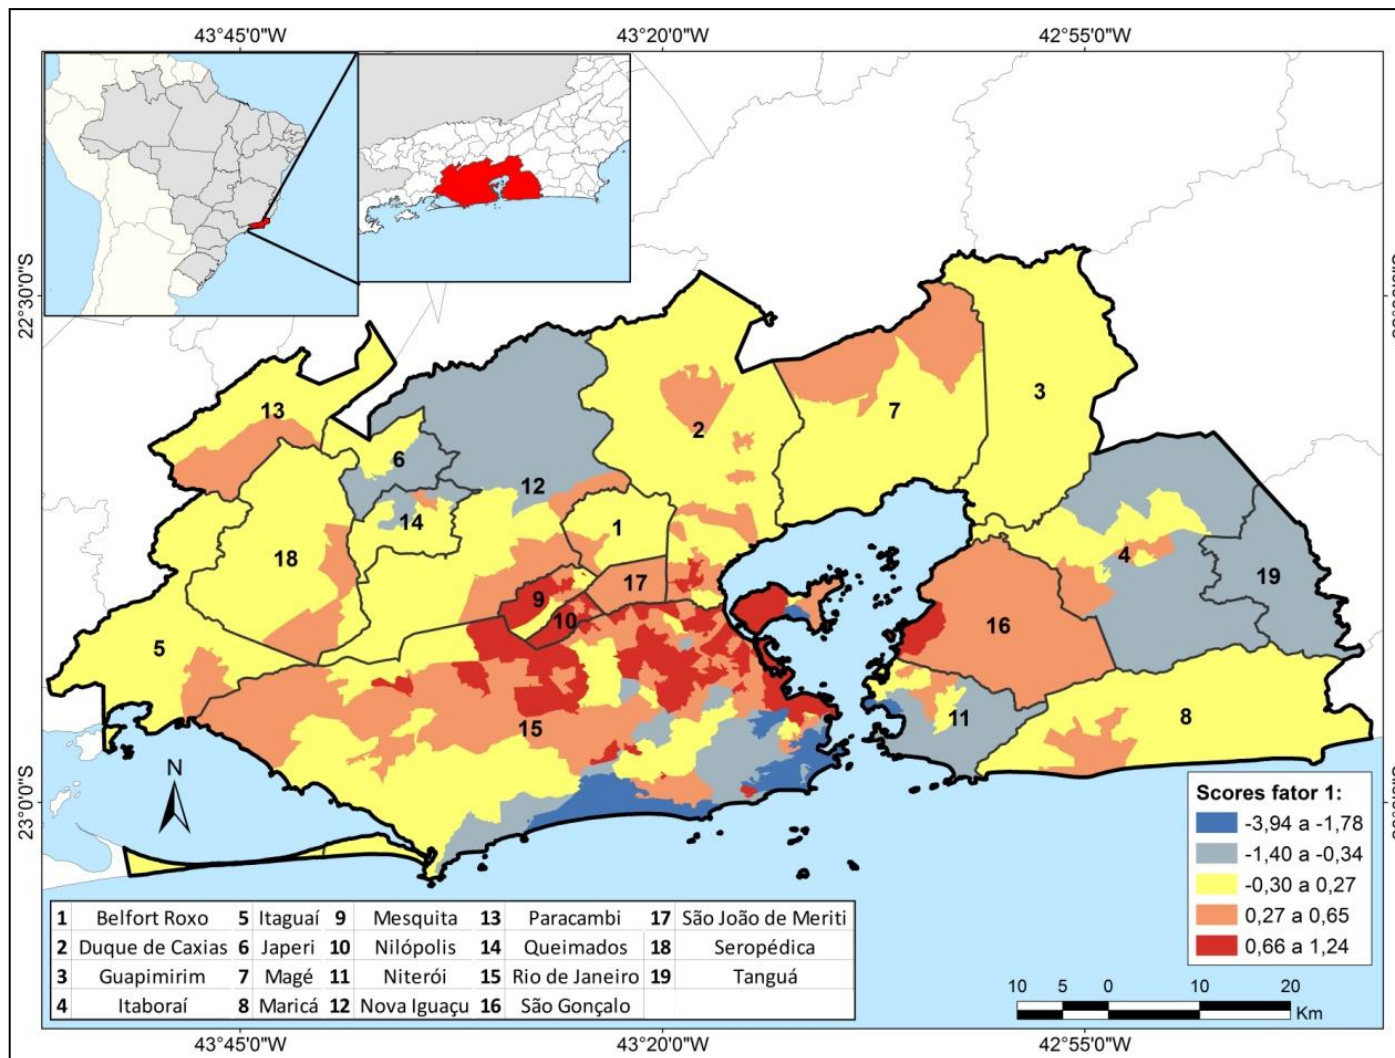 43°45'0"W 43°20'0"W 42°55'0"W
22°30'0"S
23°0'0"S
13
6
12
2
7
3
14
1
18
17
4
19
9
10
16
5
15
11
8
N
Scores fator 1:
-3,94 a -1,78
-1,40 a -0,34
-0,30 a 0,27
0,27 a 0,65
0,66 a 1,24
1 Belfort Roxo 5 Itaguaí 9 Mesquita 13 Paracambi 17 São João de Meriti
2 Duque de Caxias 6 Japeri 10 Nilópolis 14 Queimados 18 Seropédica
3 Guapimirim 7 Magé 11 Niterói 15 Rio de Janeiro 19 Tanguá
4 Itaboraí 8 Maricá 12 Nova Iguaçu 16 São Gonçalo
10 5 0 10 20
Km
43°45'0"W 43°20'0"W 42°55'0"W